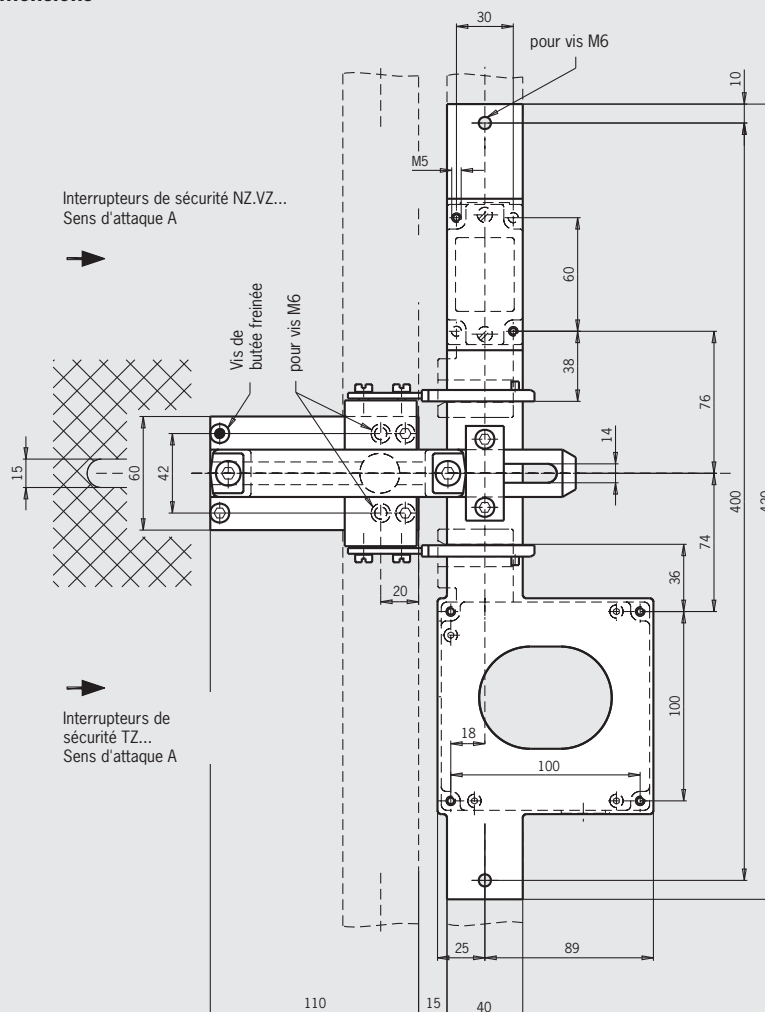 30
pour vis M6
10
M5
Interrupteurs de sécurité NZ.VZ...
Sens d'attaque A
60
Vis de
butée freinée
pour vis M6
38
76
14
15
60
42
400
74
36
20
Interrupteurs de
sécurité TZ...
Sens d'attaque A
18
100
100
25
89
110
15
40